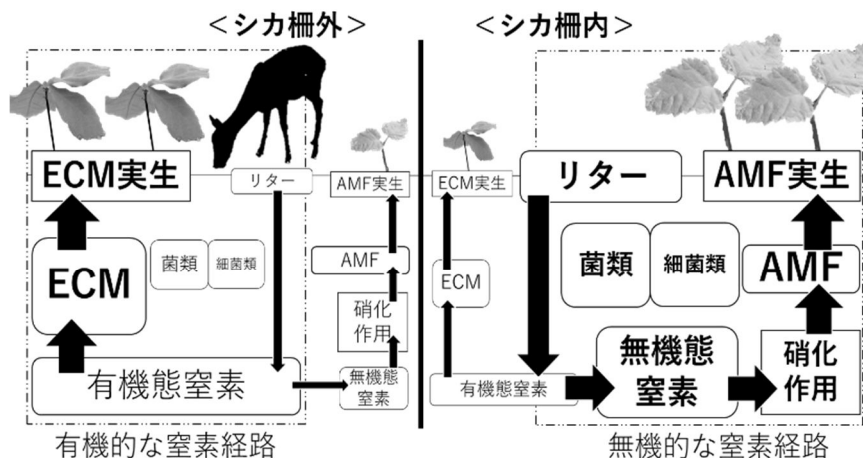 ＜シカ柵外＞
ECM実生
リター
AMF実生
ECM
菌類
細菌類
AMF
硝化
作用
有機態窒素
無機態
窒素
有機的な窒素経路
＜シカ柵内＞
ECM実生
リター
AMF実生
ECM
菌類
細菌類
AMF
有機態窒素
無機態
窒素
硝化
作用
無機的な窒素経路